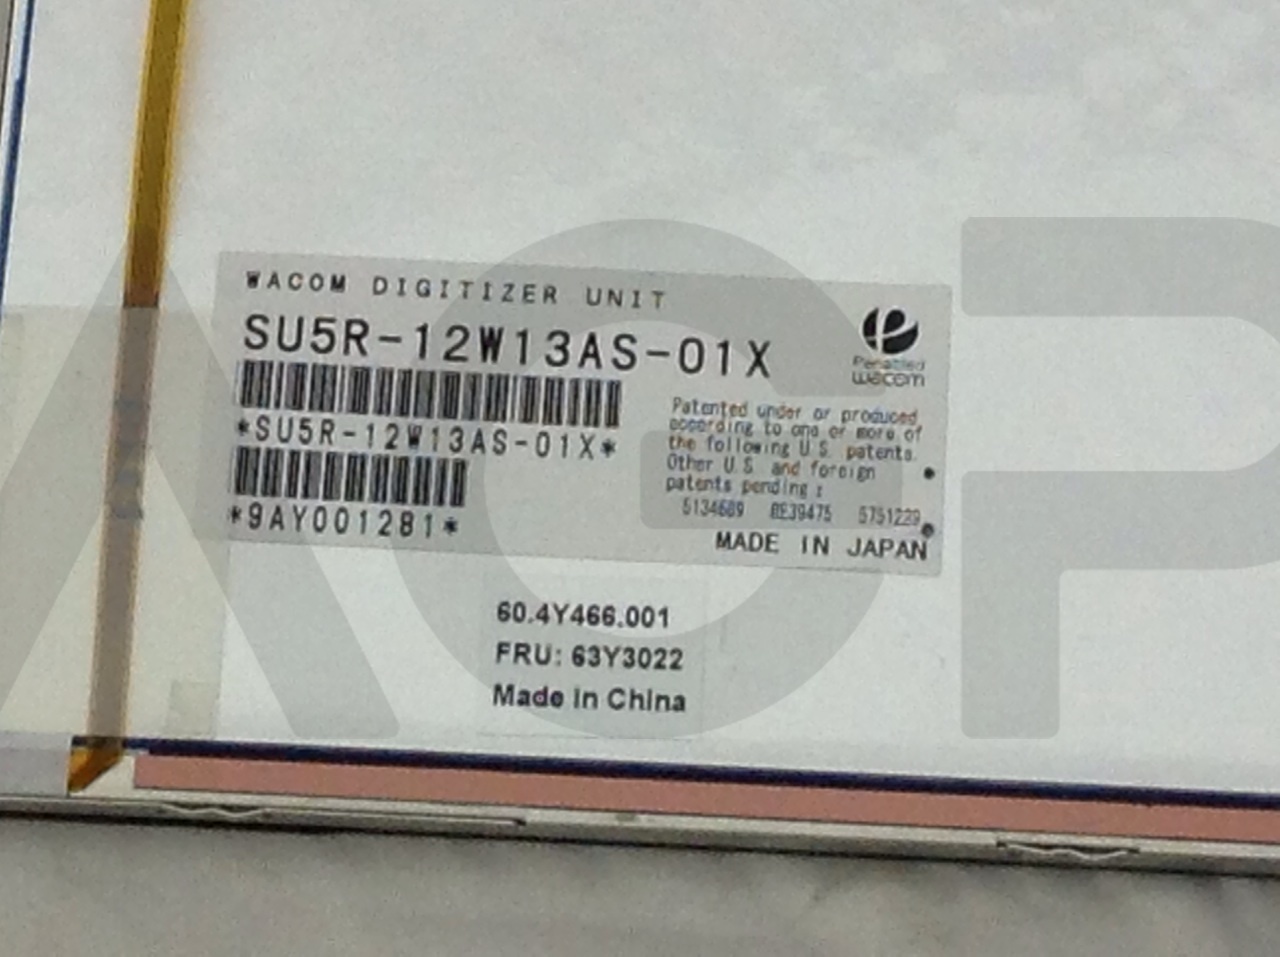 WACOM DIGITIZER UNIT
SU5R-12W13AS-01X
Penabled
wacom
*SU5R-12W13AS-01X*
*9AY001281*
Patented under or produced
according to one or more of
the following U.S. patents.
Other U.S. and foreign
patents pending :
5134689 RE39475 5751229
MADE IN JAPAN
60.4Y466.001
FRU: 63Y3022
Made in China
AGP